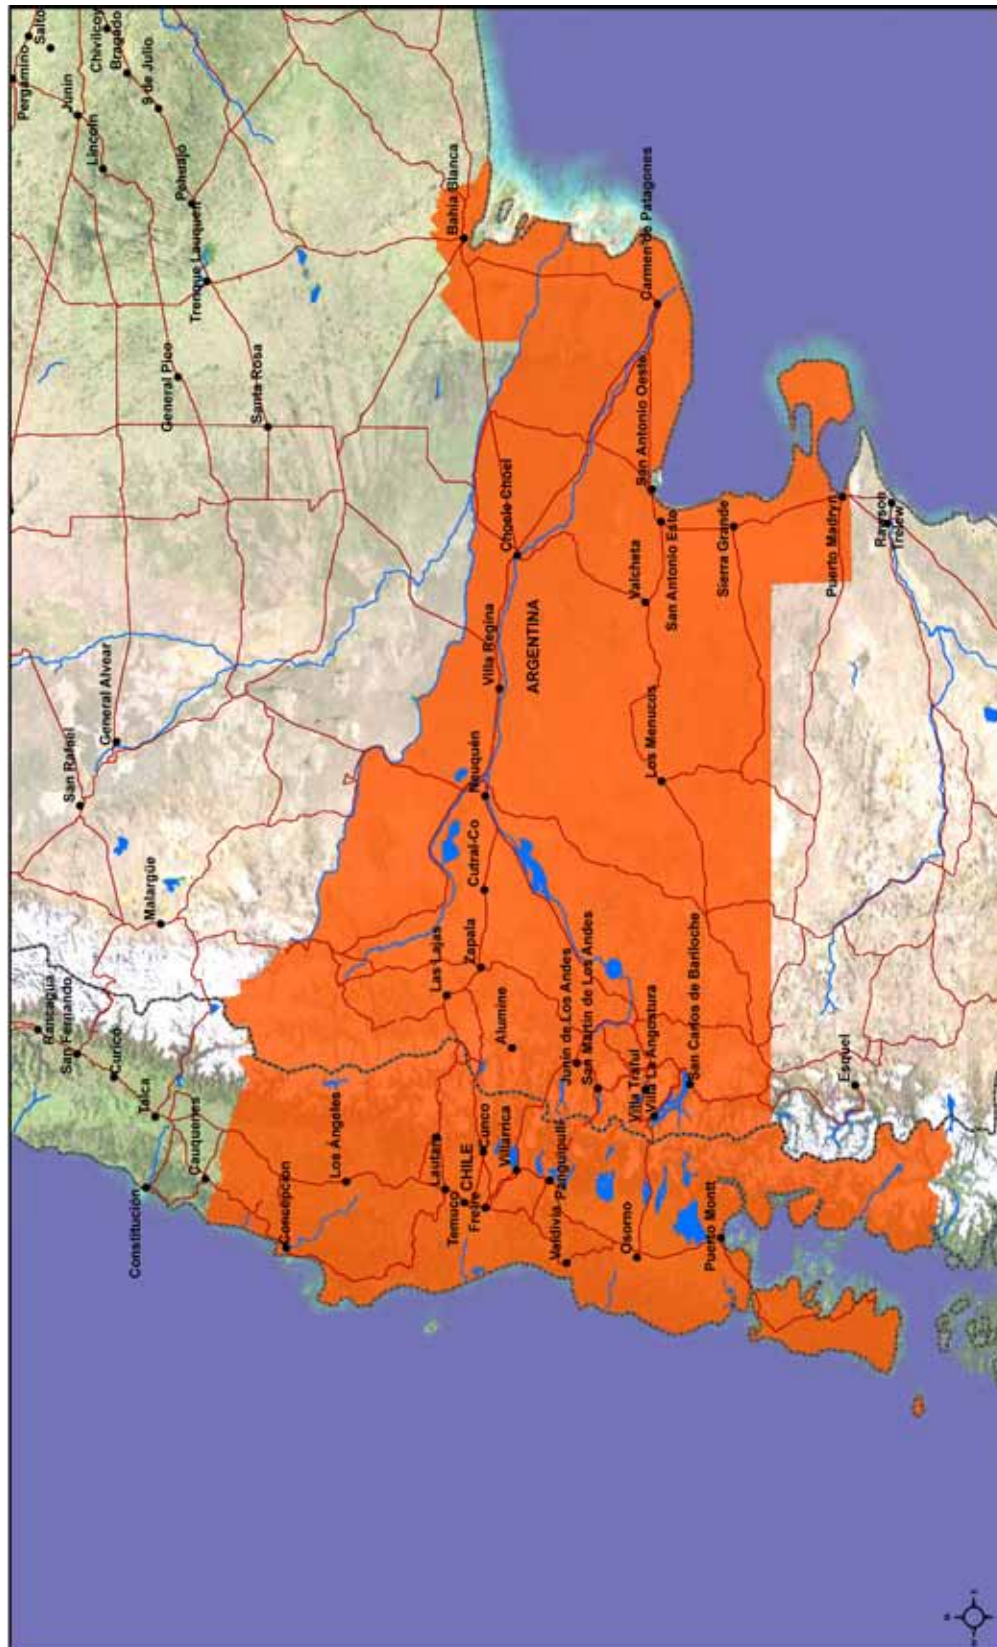 Pergamino
Salto
Chivilcoy
Bragado
Junín
9 de Julio
Lincoln
Pehuajo
Trenque Lauquen
General Pico
Santa Rosa
Bahía Blanca
Carmen de Patagones
San Antonio Oeste
San Antonio Este
Choele Choel
Valcheta
Sierra Grande
Puerto Madryn
Rawson
Trelew
Villa Regina
ARGENTINA
General Alvear
San Rafael
Malargüe
Neuquén
Los Menucos
Cutral-Co
Zapala
Las Lajas
Alumine
Junín de Los Andes
San Martín de Los Andes
Villa Traful
Villa La Angostura
San Carlos de Bariloche
Esquel
Rancagua
San Fernando
Curicó
Talca
Cauquenes
Constitución
Concepción
Los Ángeles
Lautaro
Temuco
CHILE
Freire
Cunco
Villarrica
Panguipulli
Valdivia
Osorno
Puerto Montt